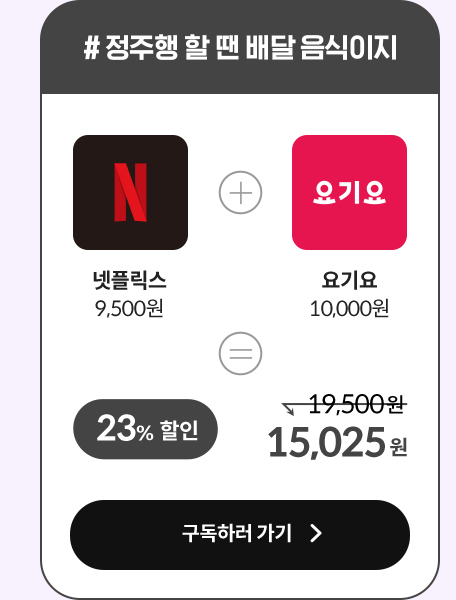 # 정주행 할 땐 배달 음식이지
N
요기요
넷플릭스
요기요
9,500원
10,000원
19,500원
23% 할인
15,025원
구독하러 가기